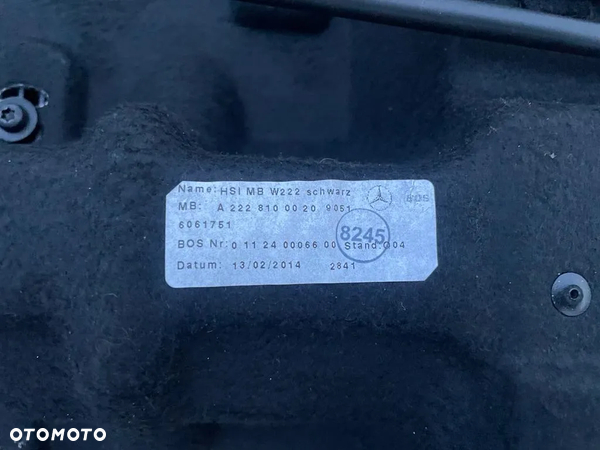 Name: HSI MB W222 schwarz
MB: A 222 810 00 20 9051
6061751
BOS Nr: 0 11 24 00066 00 Stand: G04
8245
Datum: 13/02/2014 2841
BOS
OTOMOTO